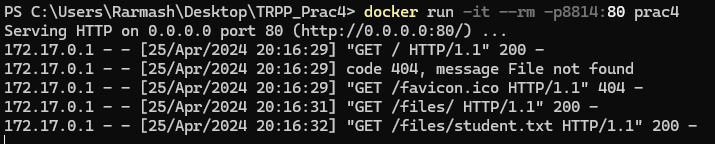 PS C:\Users\Rarmash\Desktop\TRPP_Prac4> docker run -it --rm -p8814:80 prac4
Serving HTTP on 0.0.0.0 port 80 (http://0.0.0.0:80/) ...
172.17.0.1 - - [25/Apr/2024 20:16:29] "GET / HTTP/1.1" 200 -
172.17.0.1 - - [25/Apr/2024 20:16:29] code 404, message File not found
172.17.0.1 - - [25/Apr/2024 20:16:29] "GET /favicon.ico HTTP/1.1" 404 -
172.17.0.1 - - [25/Apr/2024 20:16:31] "GET /files/ HTTP/1.1" 200 -
172.17.0.1 - - [25/Apr/2024 20:16:32] "GET /files/student.txt HTTP/1.1" 200 -